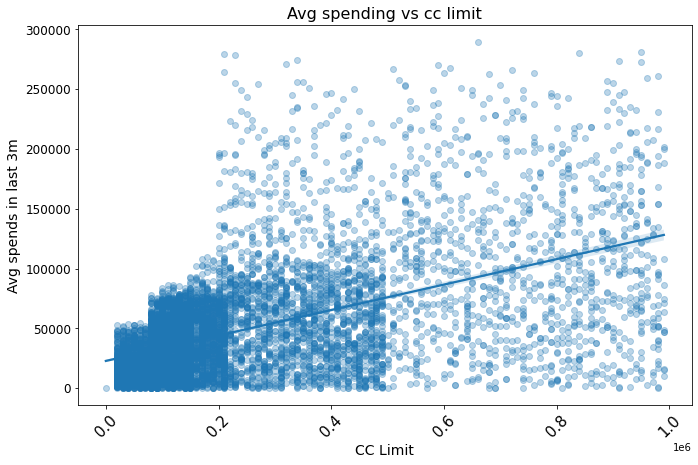 Avg spending vs cc limit
Avg spends in last 3m
300000
250000
200000
150000
100000
50000
0
0.0 0.2 0.4 0.6 0.8 1.0
1e6
CC Limit